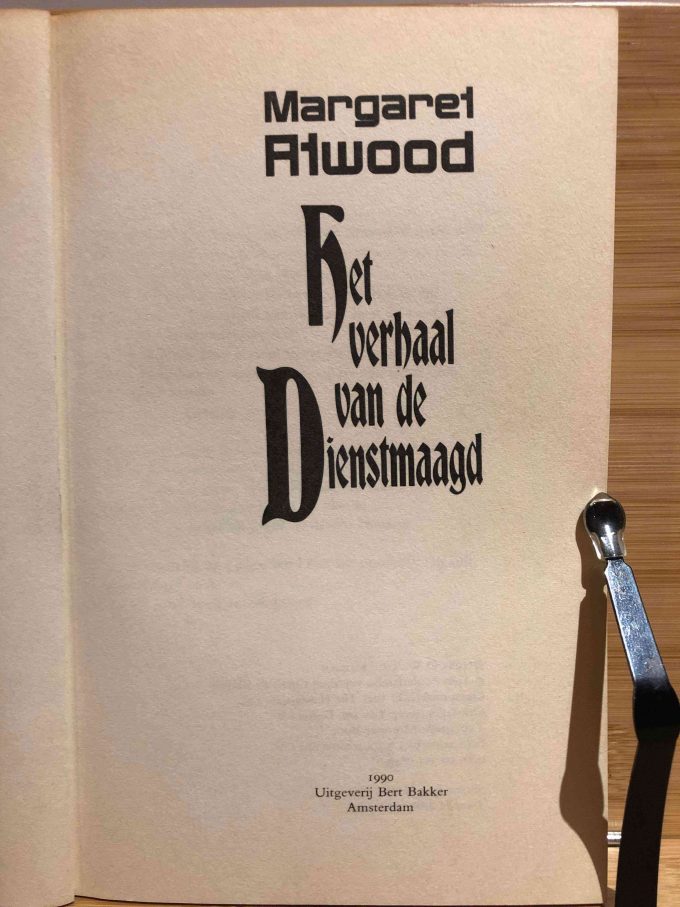 Margaret
Atwood
Het
verhaal
van de
Dienstmaagd
1990
Uitgeverij Bert Bakker
Amsterdam